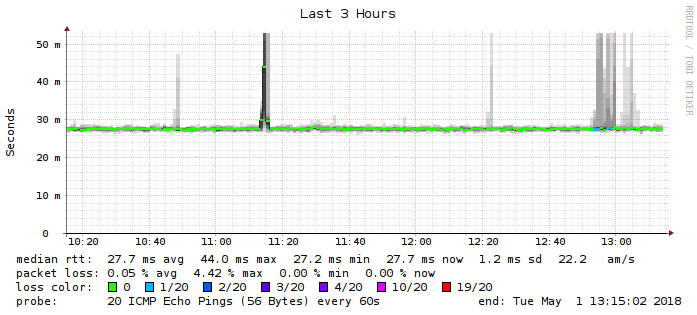 Last 3 Hours
RRDTOOL / TOBI OETIKER
Seconds
50 m
40 m
30 m
20 m
10 m
0
10:20 10:40 11:00 11:20 11:40 12:00 12:20 12:40 13:00
median rtt: 27.7 ms avg 44.0 ms max 27.2 ms min 27.7 ms now 1.2 ms sd 22.2 am/s
packet loss: 0.05 % avg 4.42 % max 0.00 % min 0.00 % now
loss color: 0 1/20 2/20 3/20 4/20 10/20 19/20
probe: 20 ICMP Echo Pings (56 Bytes) every 60s end: Tue May 1 13:15:02 2018